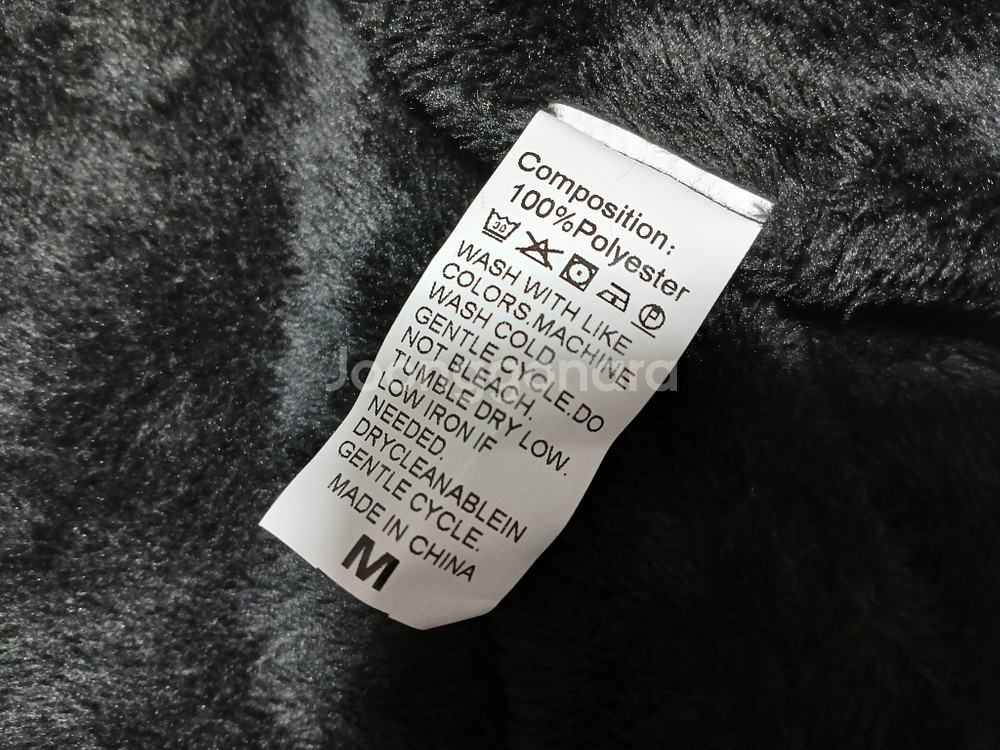 Composition:
100%Polyester
30
P
WASH WITH LIKE
COLORS.MACHINE
WASH COLD
GENTLE CYCLE.DO
NOT BLEACH,
TUMBLE DRY LOW.
LOW IRON IF
NEEDED.
DRYCLEANABLEIN
GENTLE CYCLE.
MADE IN CHINA
M